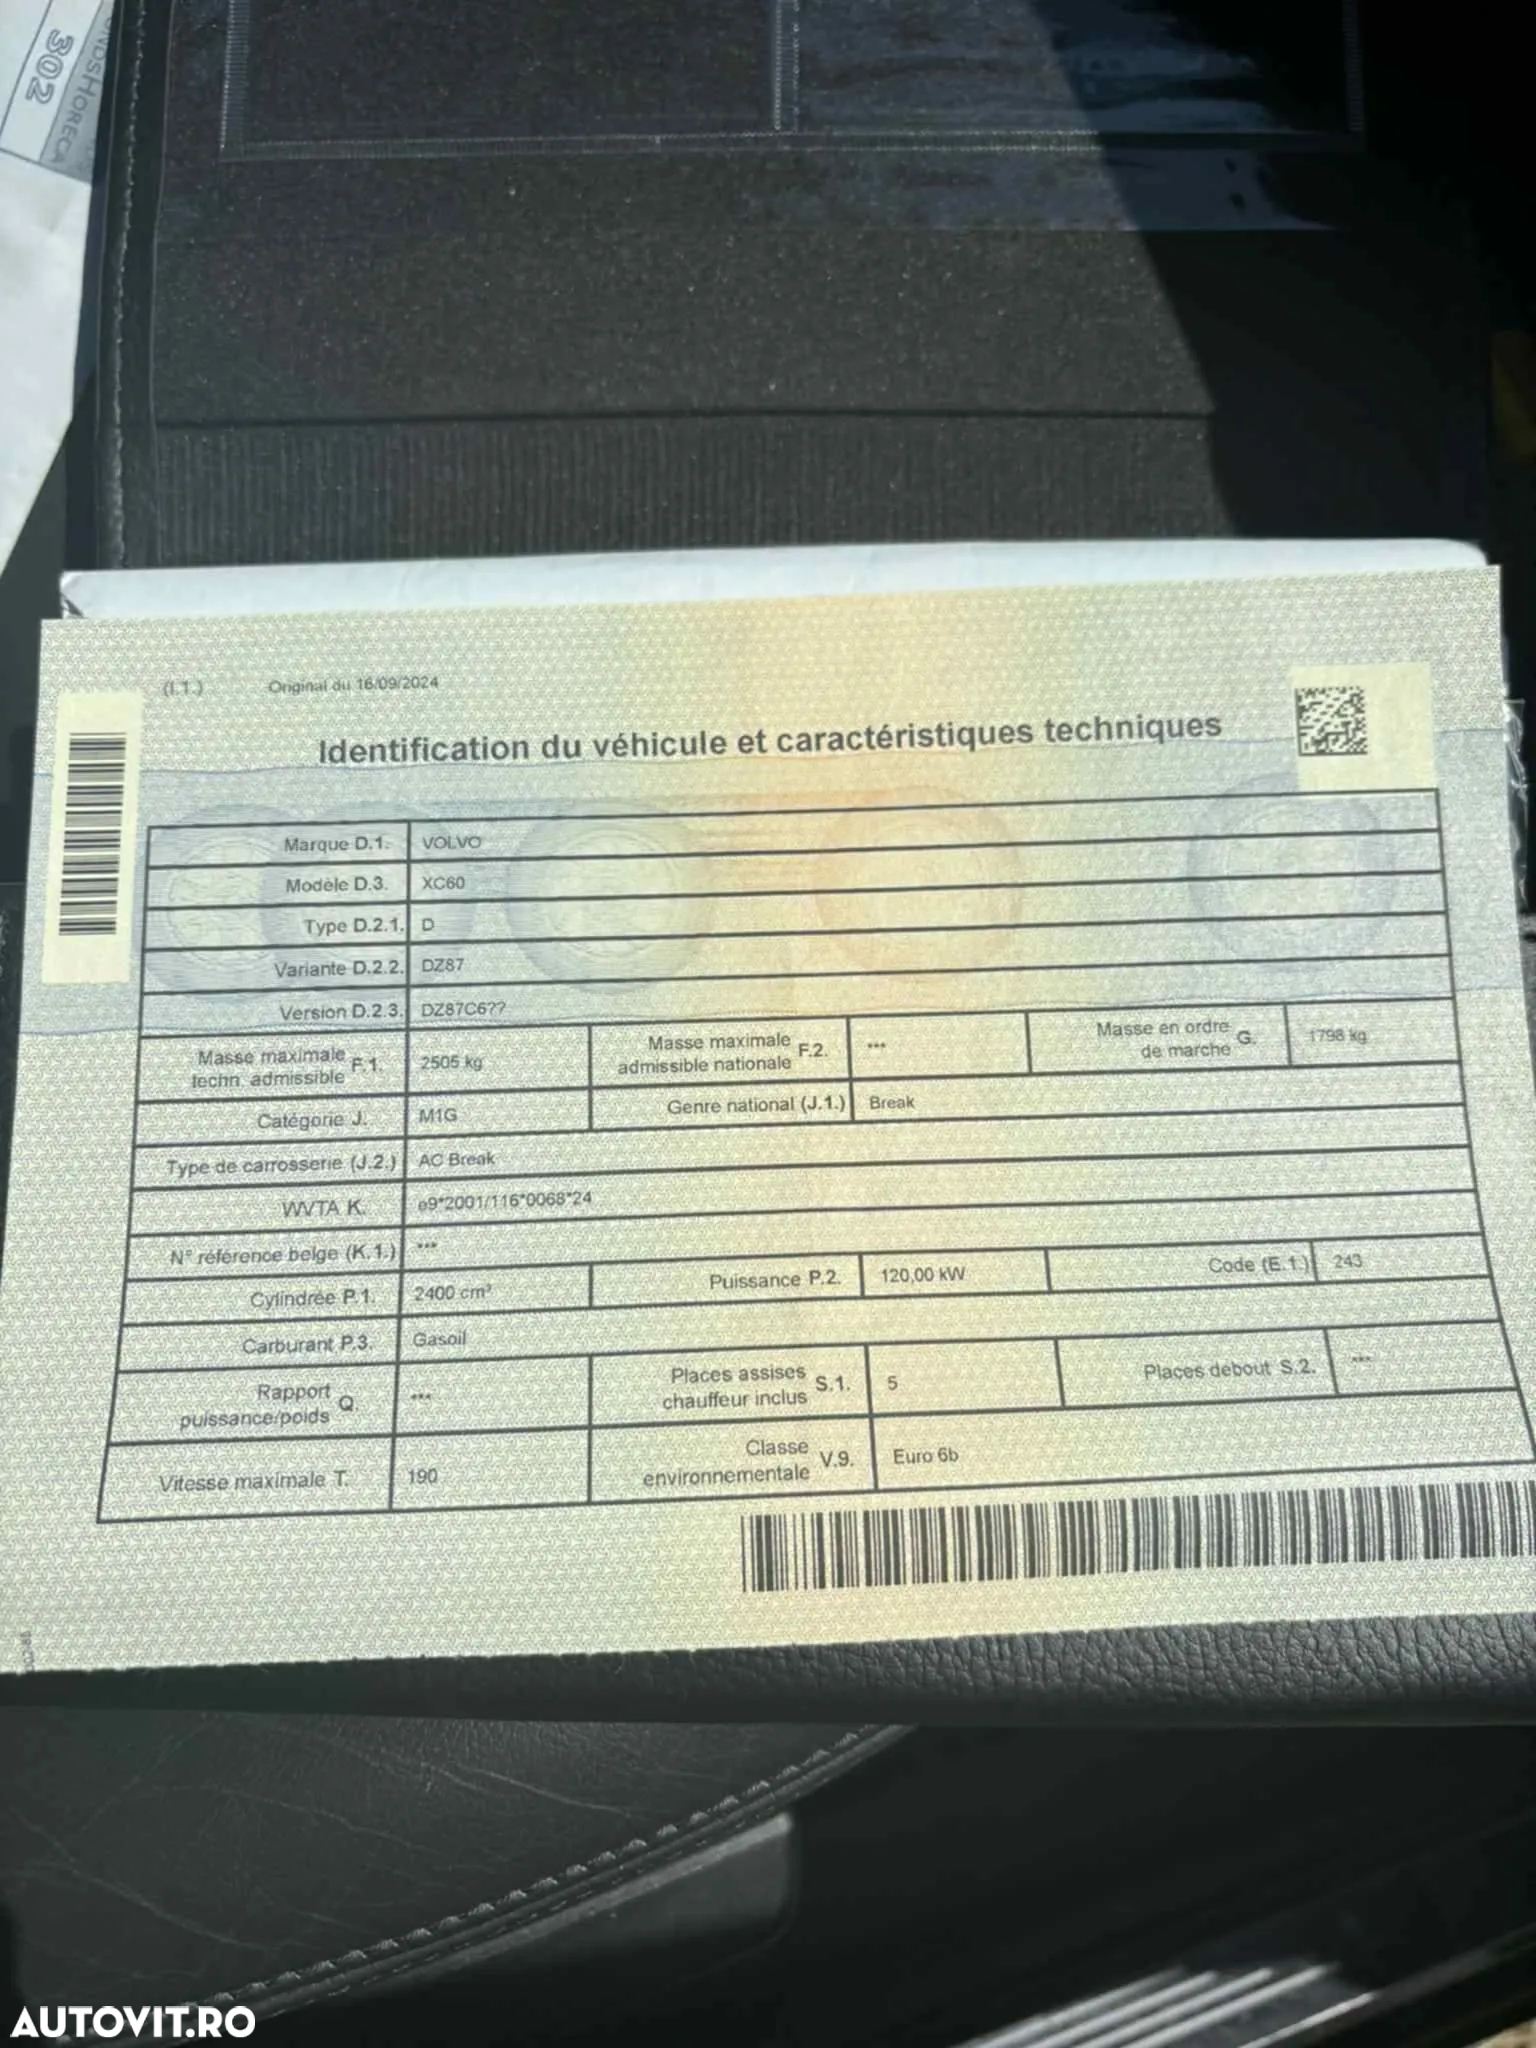 302
HORECA
(I.1.) Original du 16/09/2024
Identification du véhicule et caractéristiques techniques
Marque D.1. VOLVO
Modèle D.3. XC60
Type D.2.1. D
Variante D.2.2. DZ87
Version D.2.3. DZ87C6??
Masse maximale techn. admissible F.1. 2505 kg Masse maximale admissible nationale F.2. *** Masse en ordre de marche G. 1798 kg
Catégorie J. M1G Genre national (J.1.) Break
Type de carrosserie (J.2.) AC Break
WVTA K. e9*2001/116*0068*24
N° référence belge (K.1.) ***
Cylindrée P.1. 2400 cm³ Puissance P.2. 120,00 kW Code (E.1.) 243
Carburant P.3. Gasoil
Rapport puissance/poids Q. *** Places assises chauffeur inclus S.1. 5 Places debout S.2. ***
Vitesse maximale T. 190 Classe environnementale V.9. Euro 6b
AUTOVIT.RO